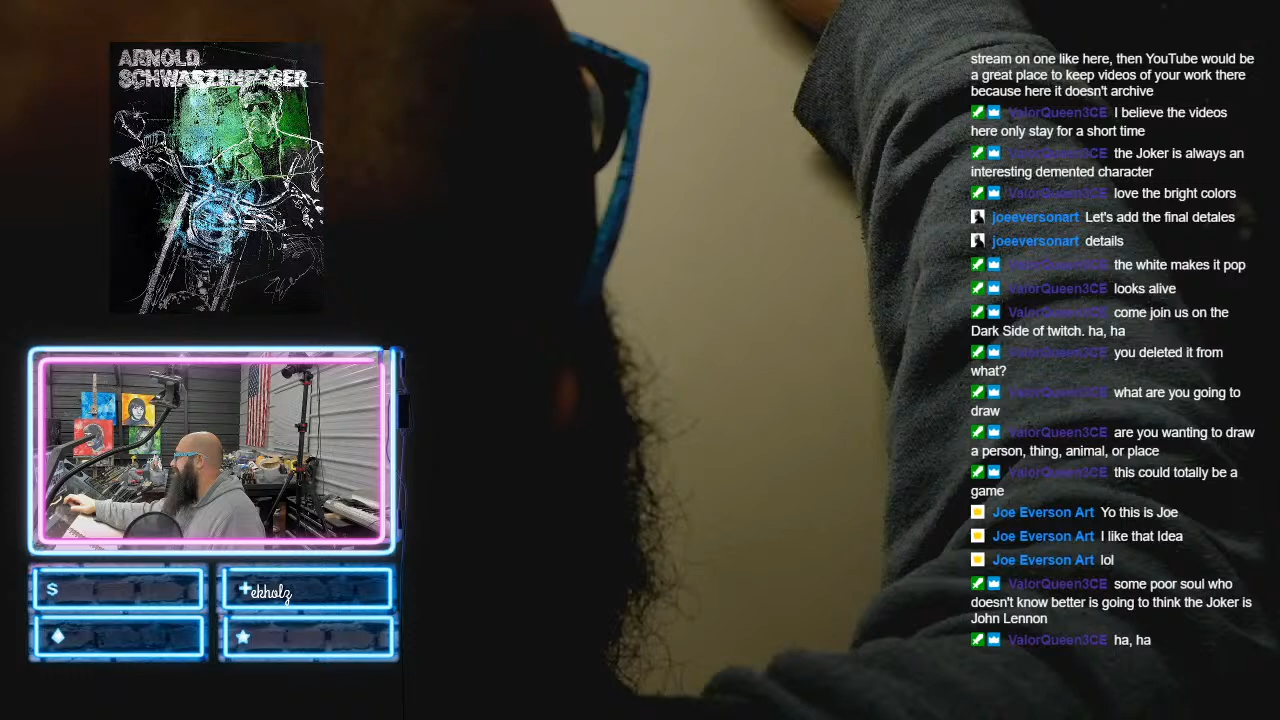 ARNOLD
SCHWARZENEGGER
stream on one like here, then YouTube would be
a great place to keep videos of your work there
because here it doesn't archive
ValorQueen3CE I believe the videos
here only stay for a short time
ValorQueen3CE the Joker is always an
interesting demented character
ValorQueen3CE love the bright colors
joeeversonart Let's add the final detales
joeeversonart details
ValorQueen3CE the white makes it pop
ValorQueen3CE looks alive
ValorQueen3CE come join us on the
Dark Side of twitch. ha, ha
ValorQueen3CE you deleted it from
what?
ValorQueen3CE what are you going to
draw
ValorQueen3CE are you wanting to draw
a person, thing, animal, or place
ValorQueen3CE this could totally be a
game
Joe Everson Art Yo this is Joe
Joe Everson Art I like that Idea
Joe Everson Art lol
ValorQueen3CE some poor soul who
doesn't know better is going to think the Joker is
John Lennon
ValorQueen3CE ha, ha
$
ekholz